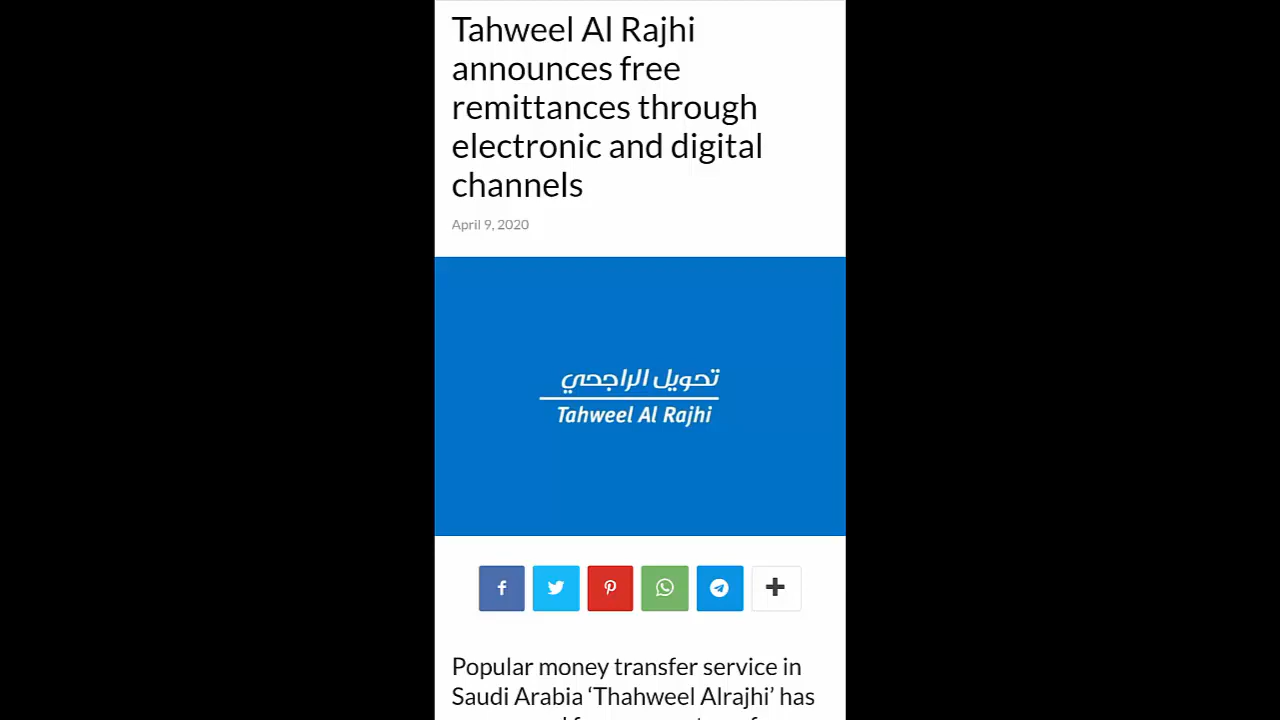 Tahweel Al Rajhi
announces free
remittances through
electronic and digital
channels
April 9, 2020
تحويل الراجحي
Tahweel Al Rajhi
Popular money transfer service in
Saudi Arabia ‘Thahweel Alrajhi’ has